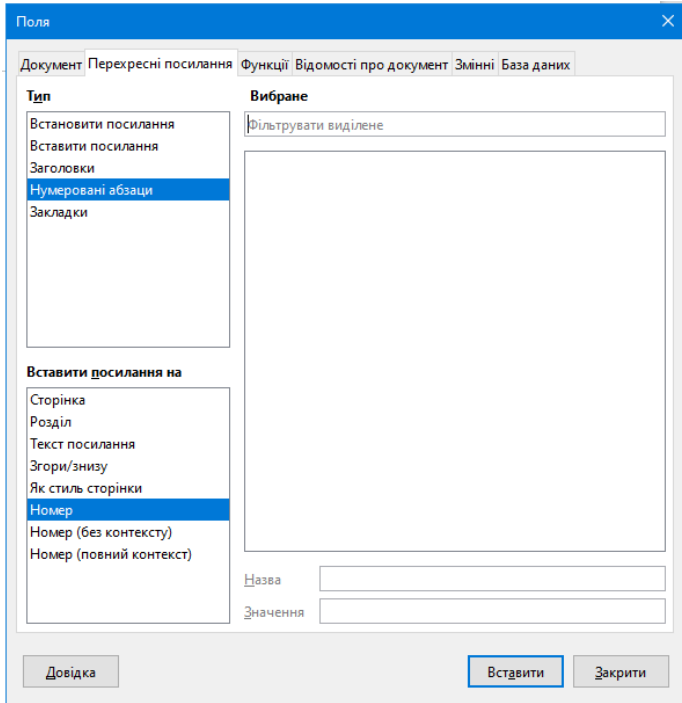 Поля
Документ Перехресні посилання Функції Відомості про документ Змінні База даних
Тип
Встановити посилання
Вставити посилання
Заголовки
Нумеровані абзаци
Закладки
Вставити посилання на
Сторінка
Розділ
Текст посилання
Згори/знизу
Як стиль сторінки
Номер
Номер (без контексту)
Номер (повний контекст)
Вибране
Фільтрувати виділене
Назва
Значення
Довідка
Вставити
Закрити